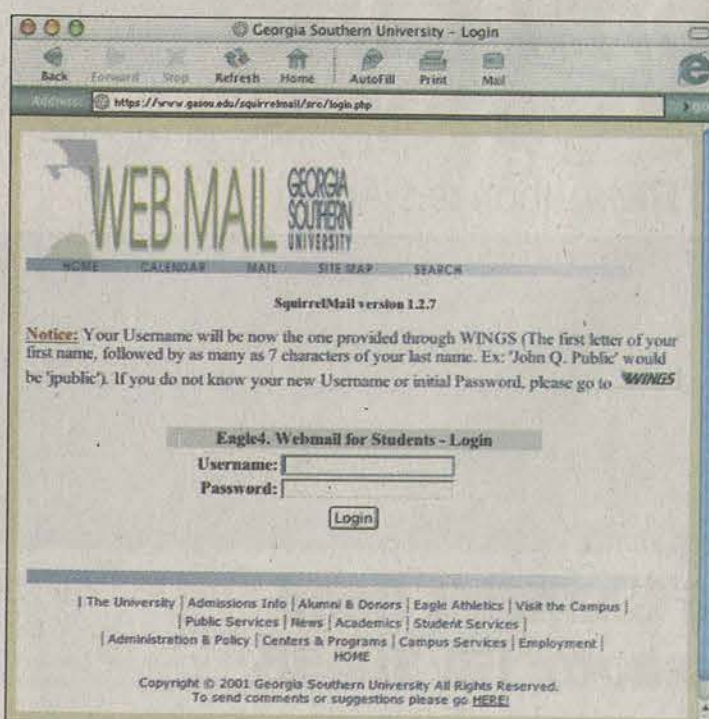 Georgia Southern University - Login
Back Forward Stop Refresh Home AutoFill Print Mail
Address: https://www.gasou.edu/squirrelmail/src/login.php go
WEB MAIL GEORGIA
SOUTHERN
UNIVERSITY
HOME CALENDAR MAIL SITE MAP SEARCH
SquirrelMail version 1.2.7
Notice: Your Username will be now the one provided through WINGS (The first letter of your
first name, followed by as many as 7 characters of your last name. Ex: 'John Q. Public' would
be 'jpublic'). If you do not know your new Username or initial Password, please go to WINGS
Eagle4. Webmail for Students - Login
Username:
Password:
Login
| The University | Admissions Info | Alumni & Donors | Eagle Athletics | Visit the Campus |
| Public Services | News | Academics | Student Services |
| Administration & Policy | Centers & Programs | Campus Services | Employment |
HOME
Copyright © 2001 Georgia Southern University All Rights Reserved.
To send comments or suggestions please go HERE!